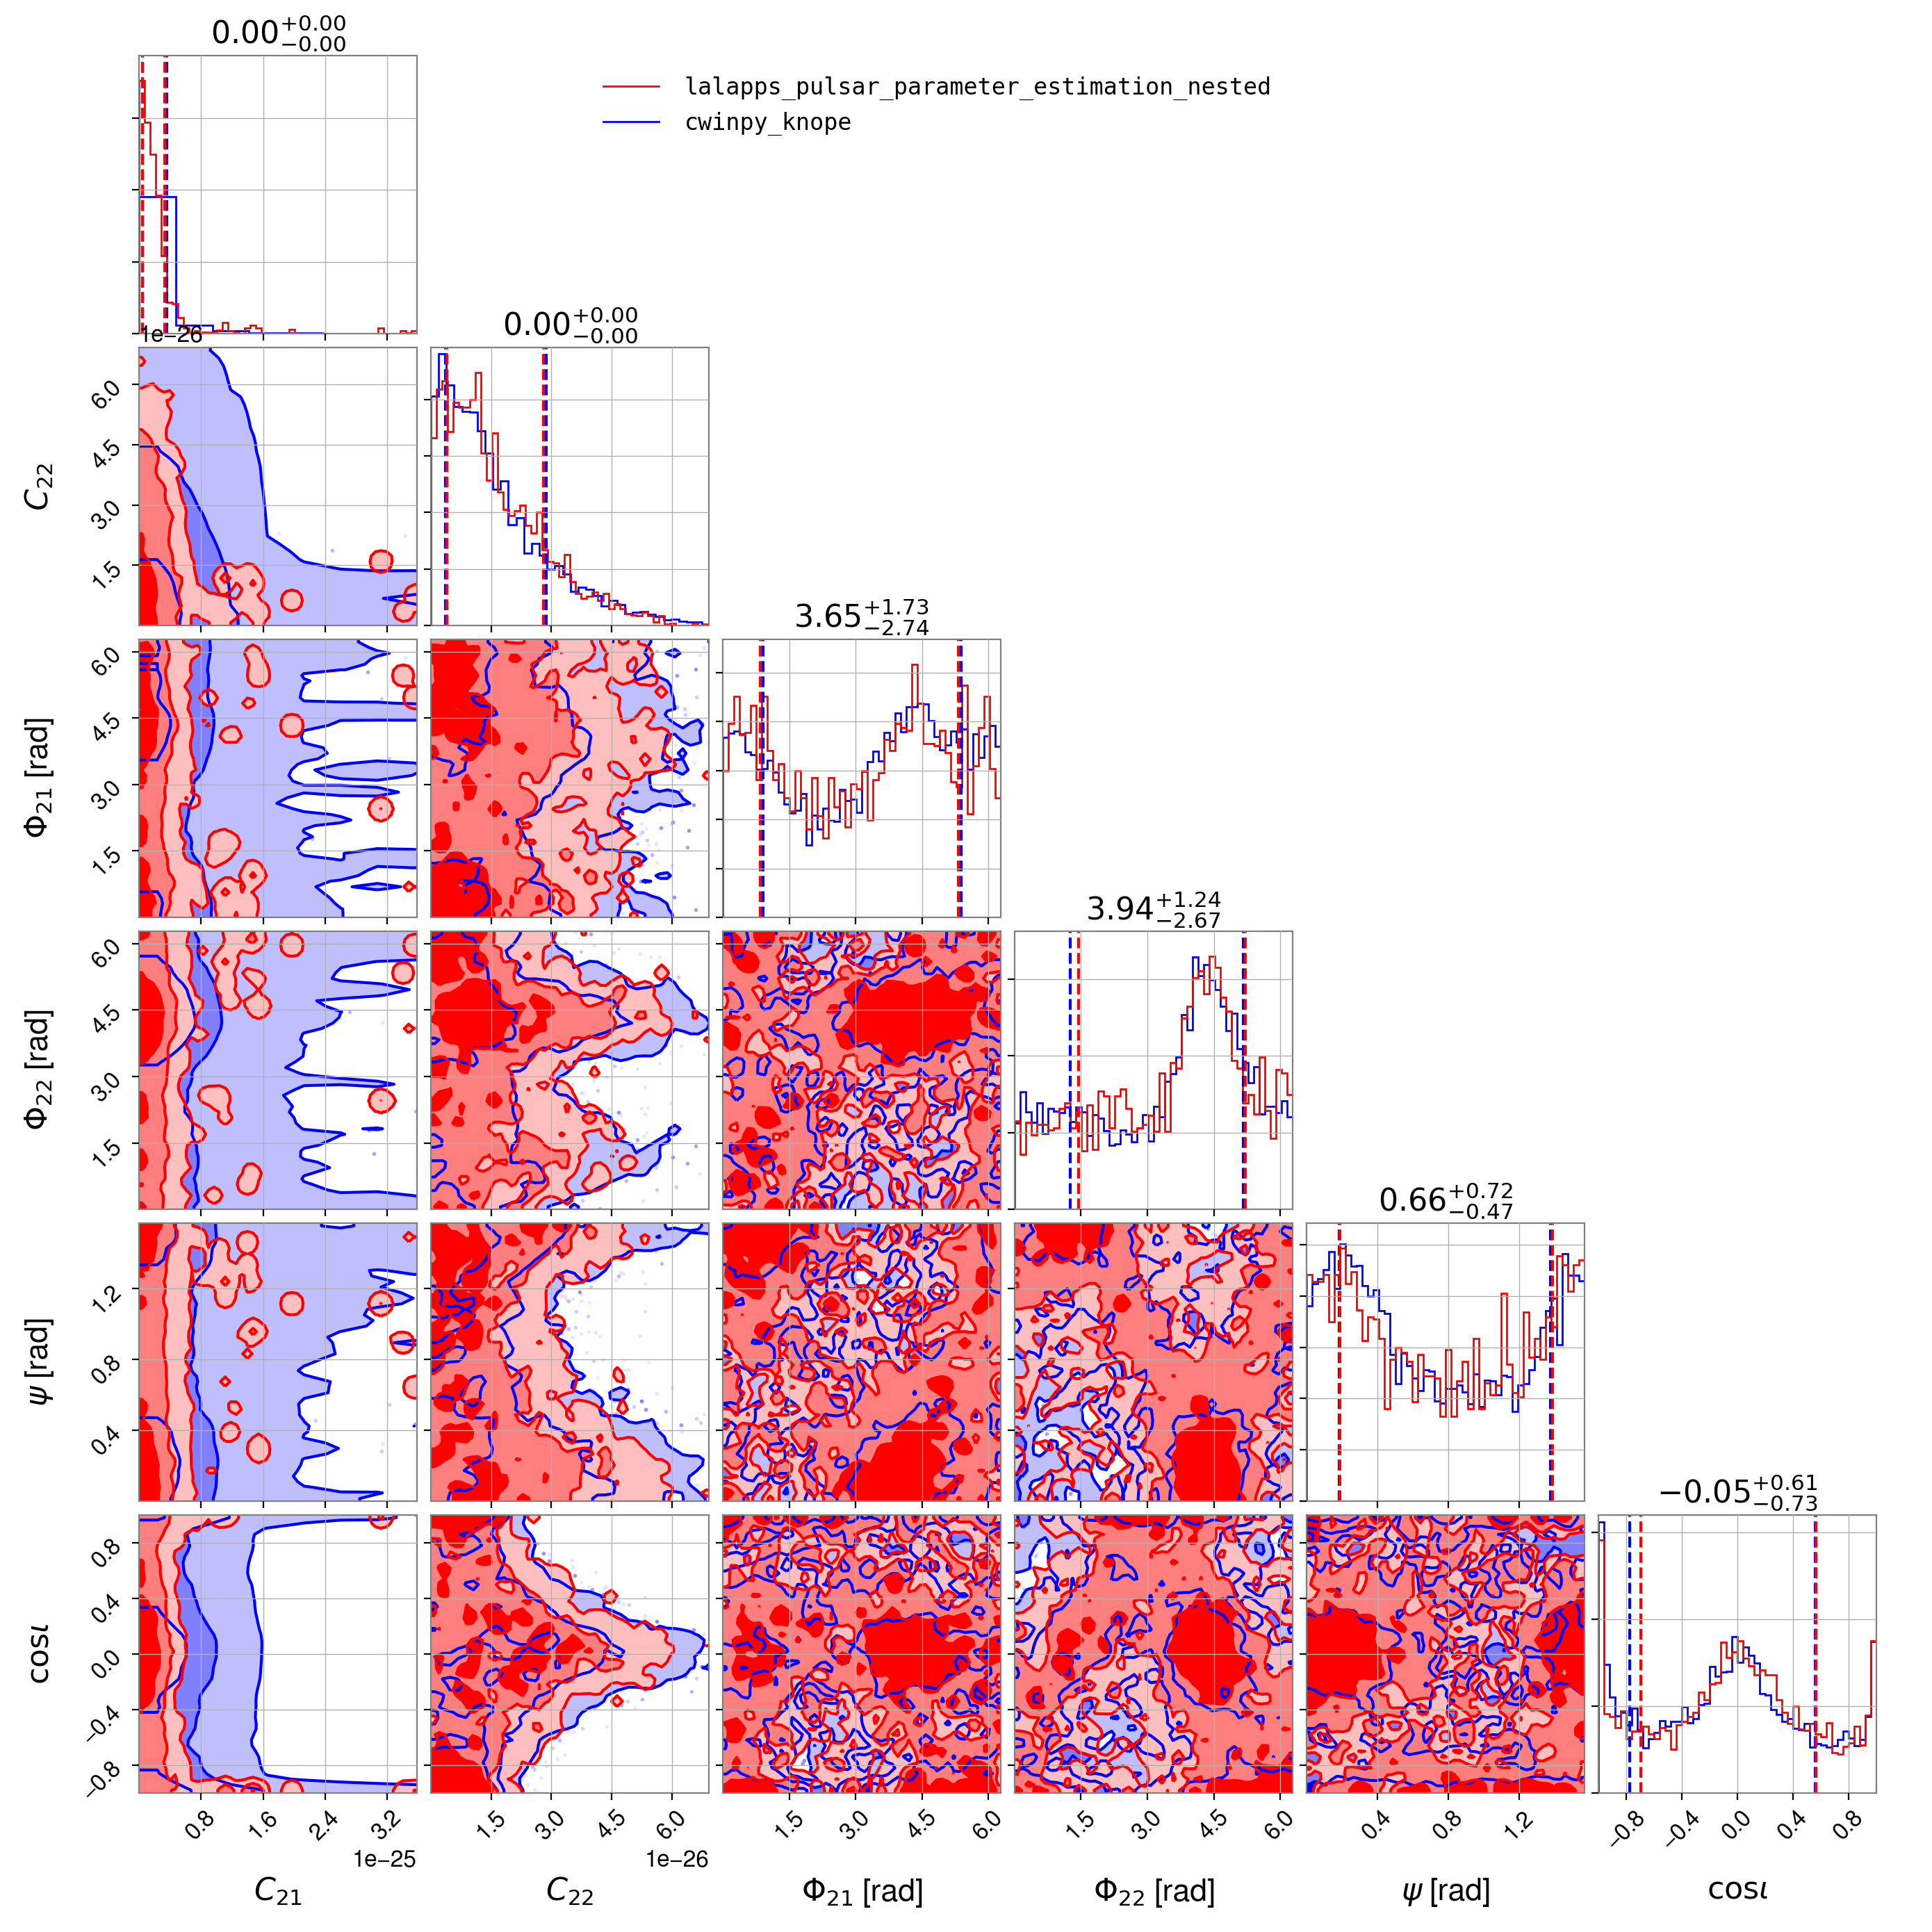 0.00+0.00−0.00
lalapps_pulsar_parameter_estimation_nested
cwinpy_knope
1e−26
0.00+0.00−0.00
C22
6.0
4.5
3.0
1.5
3.65+1.73−2.74
Φ21 [rad]
6.0
4.5
3.0
1.5
3.94+1.24−2.67
Φ22 [rad]
6.0
4.5
3.0
1.5
0.66+0.72−0.47
ψ [rad]
1.2
0.8
0.4
−0.05+0.61−0.73
cosι
0.8
0.4
0.0
−0.4
−0.8
0.8 1.6 2.4 3.2 1.5 3.0 4.5 6.0 1.5 3.0 4.5 6.0 1.5 3.0 4.5 6.0 0.4 0.8 1.2 −0.8 −0.4 0.0 0.4 0.8
1e−25 1e−26
C21 C22 Φ21 [rad] Φ22 [rad] ψ [rad] cosι